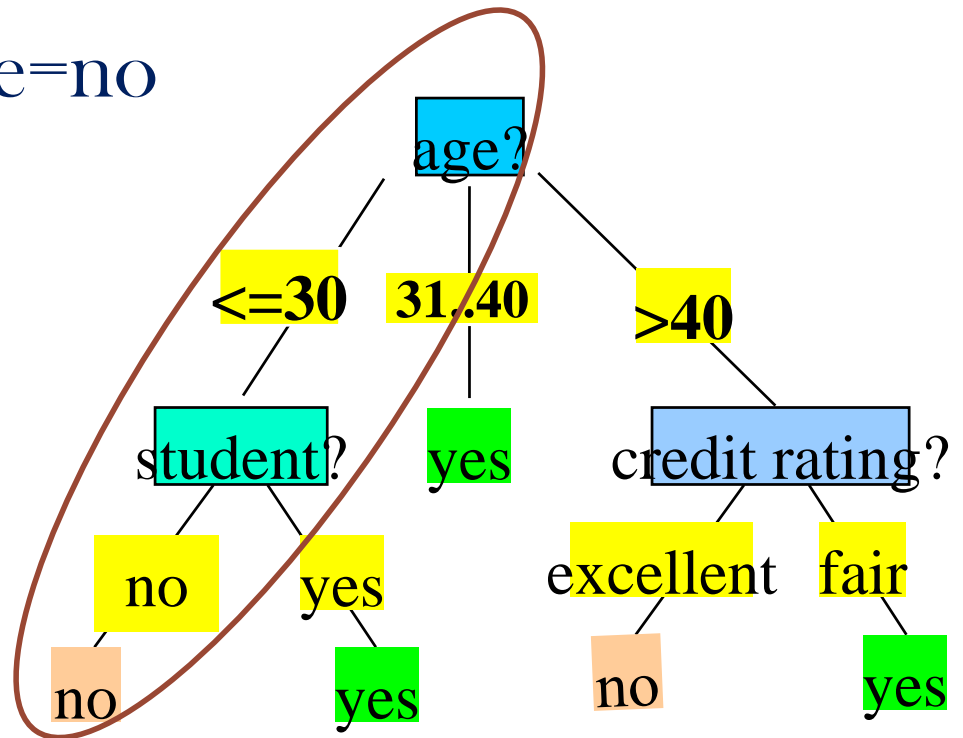 e=no
age?
<=30 31..40 >40
student? yes credit rating?
no yes excellent fair
no yes no yes